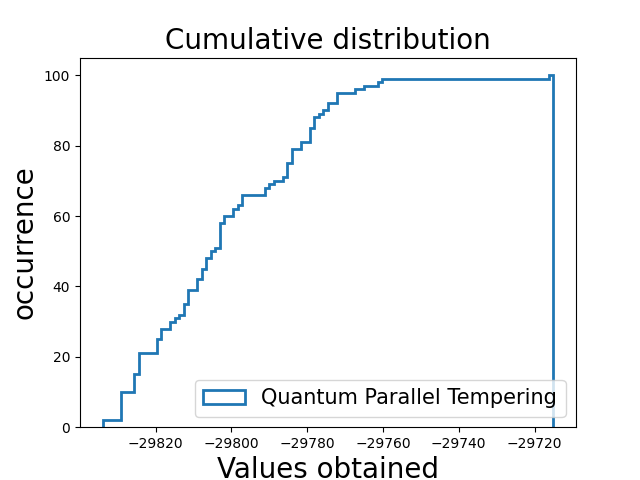 Cumulative distribution
100
80
60
40
20
0
occurrence
Quantum Parallel Tempering
−29820 −29800 −29780 −29760 −29740 −29720
Values obtained